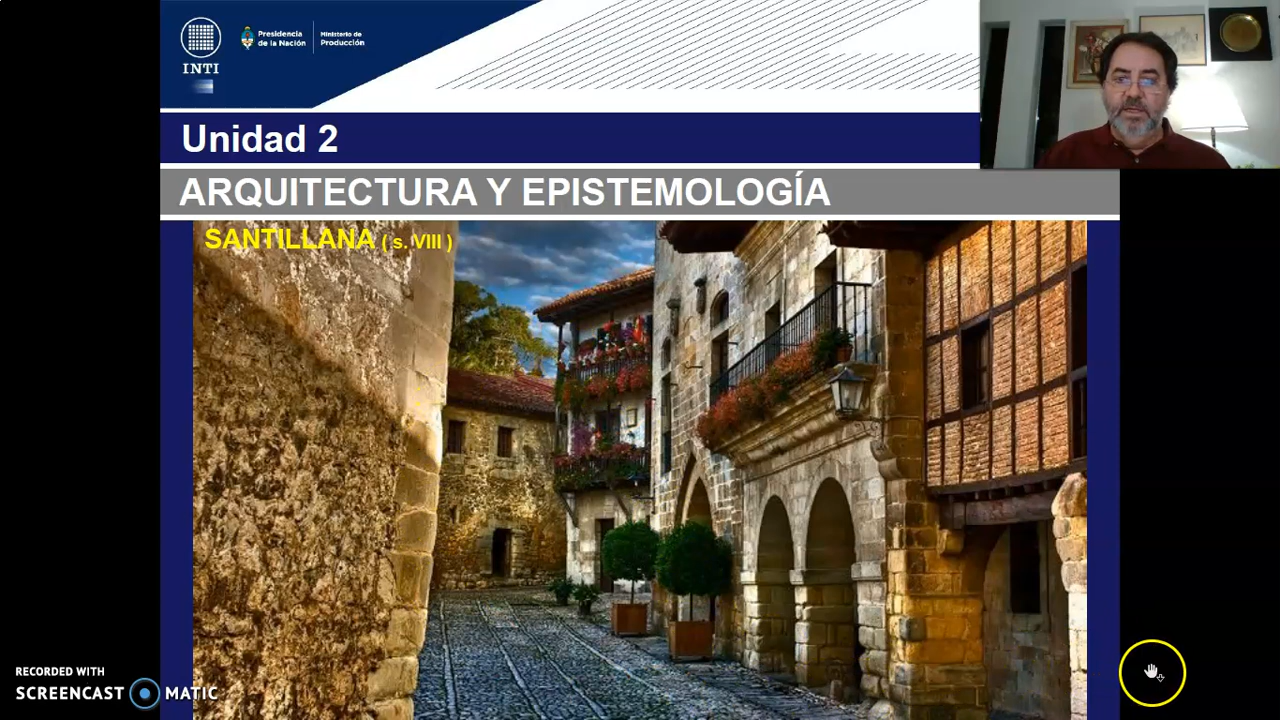 INTI
Presidencia
de la Nación
Ministerio de
Producción
Unidad 2
ARQUITECTURA Y EPISTEMOLOGÍA
SANTILLANA ( s. VIII )
RECORDED WITH
SCREENCAST MATIC